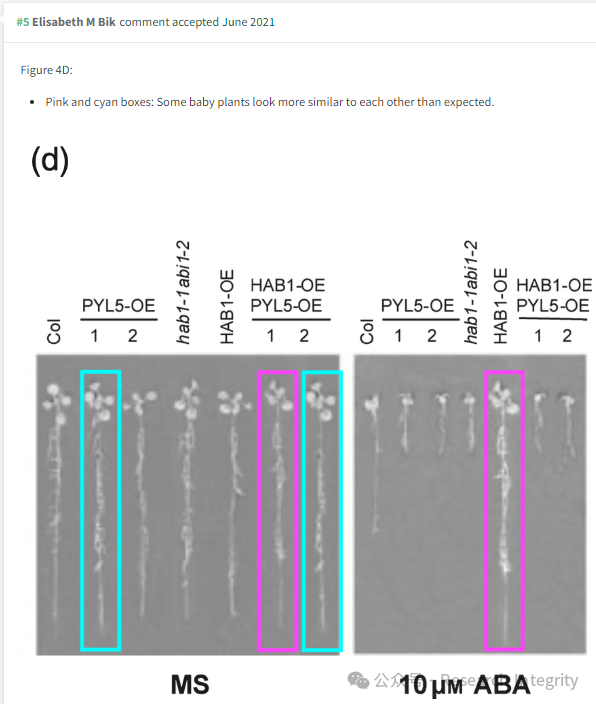 #5 Elisabeth M Bik comment accepted June 2021
Figure 4D:
• Pink and cyan boxes: Some baby plants look more similar to each other than expected.
(d)
Col
PYL5-OE
1 2
hab1-1abi1-2
HAB1-OE
HAB1-OE
PYL5-OE
1 2
Col
PYL5-OE
1 2
hab1-1abi1-2
HAB1-OE
HAB1-OE
PYL5-OE
1 2
MS
10 μM ABA
公众号 · Research Integrity